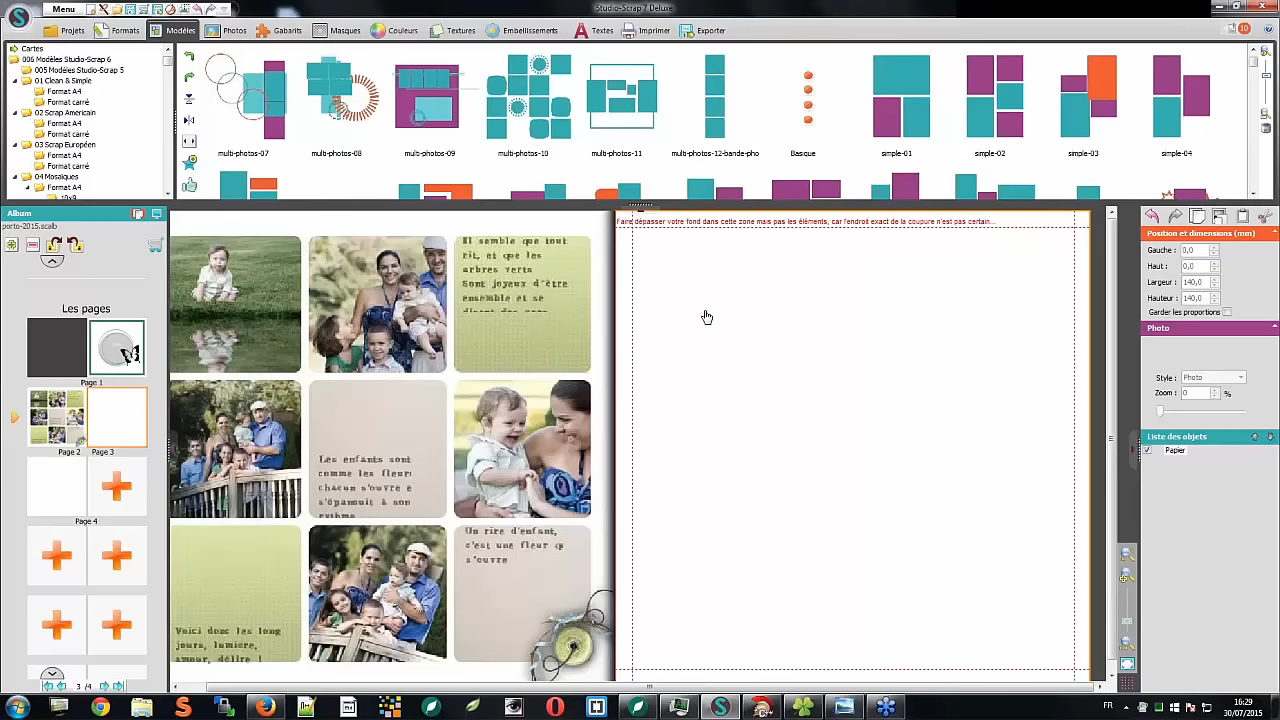 Studio-Scrap 7 Deluxe
Menu
Projets
Formats
Modèles
Photos
Gabarits
Masques
Couleurs
Textures
Embellissements
Textes
Imprimer
Exporter
10
Cartes
006 Modèles Studio-Scrap 6
005 Modèles Studio-Scrap 5
01 Clean & Simple
Format A4
Format carré
02 Scrap Americain
Format A4
Format carré
03 Scrap Européen
Format A4
Format carré
04 Mosaïques
Format A4
10x9
multi-photos-07
multi-photos-08
multi-photos-09
multi-photos-10
multi-photos-11
multi-photos-12-bande-pho
Basique
simple-01
simple-02
simple-03
simple-04
Album
porto-2015.acalb
Les pages
Page 1
Page 2
Page 3
Page 4
3 /4
Il semble que tout
rit, et que les
arbres verts
Sont joyeux d'être
ensemble et se
Les enfants sont
comme les fleurs
chacun s'ouvre e
s'épanouit à son
rythme
Un rire d'enfant,
c'est une fleur q
s'ouvre
Voici donc les long
jours, lumière,
amour, délire !
Faire dépasser votre fond dans cette zone mais pas les éléments, car l'endroit exact de la coupure n'est pas certain...
Position et dimensions (mm)
Gauche : 0,0
Haut : 0,0
Largeur : 140,0
Hauteur : 140,0
Garder les proportions
Photo
Style : Photo
Zoom : 0 %
Liste des objets
Papier
FR
16:29
30/07/2015